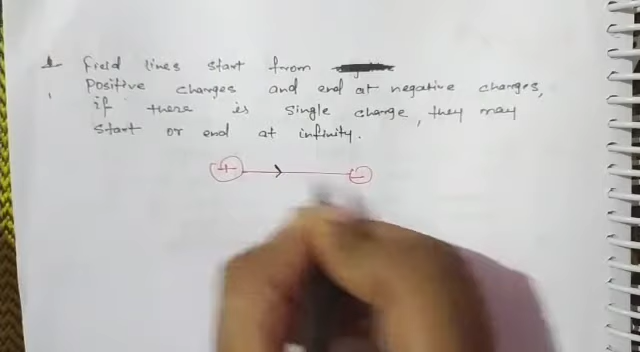 1. Field lines start from
Positive charges and end at negative charges,
if there is single charge, they may
start or end at infinity.
+ −